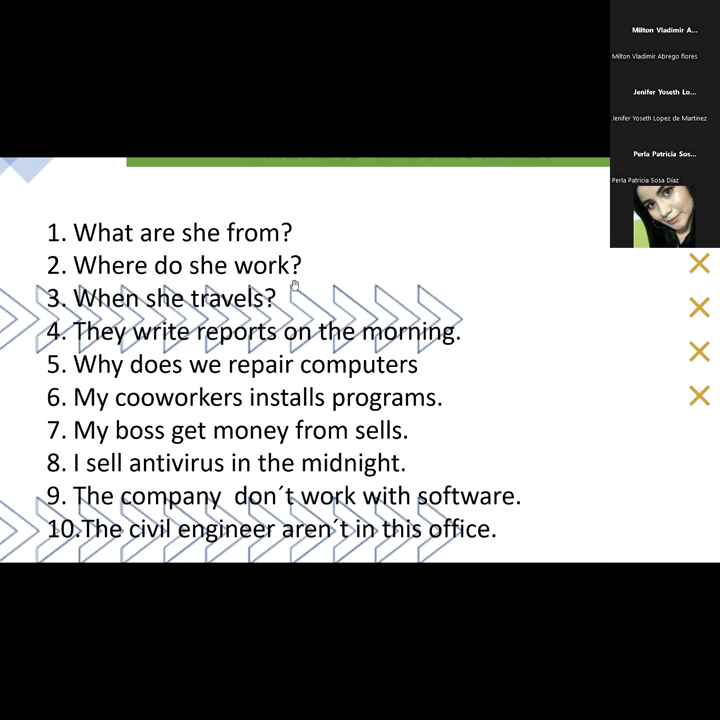 Milton Vladimir A...
Milton Vladimir Abrego flores
Jenifer Yoseth Lo...
Jenifer Yoseth Lopez de Martinez
Perla Patricia Sos...
Perla Patricia Sosa Díaz
1. What are she from?
2. Where do she work?
3. When she travels?
4. They write reports on the morning.
5. Why does we repair computers
6. My cooworkers installs programs.
7. My boss get money from sells.
8. I sell antivirus in the midnight.
9. The company  don´t work with software.
10.The civil engineer aren´t in this office.